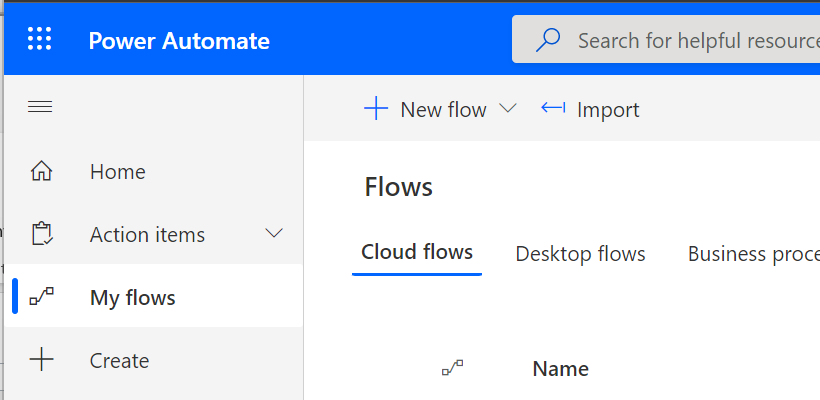 Power Automate
Search for helpful resource
New flow
Import
Home
Flows
Action items
Cloud flows
Desktop flows
Business proce
My flows
Create
Name